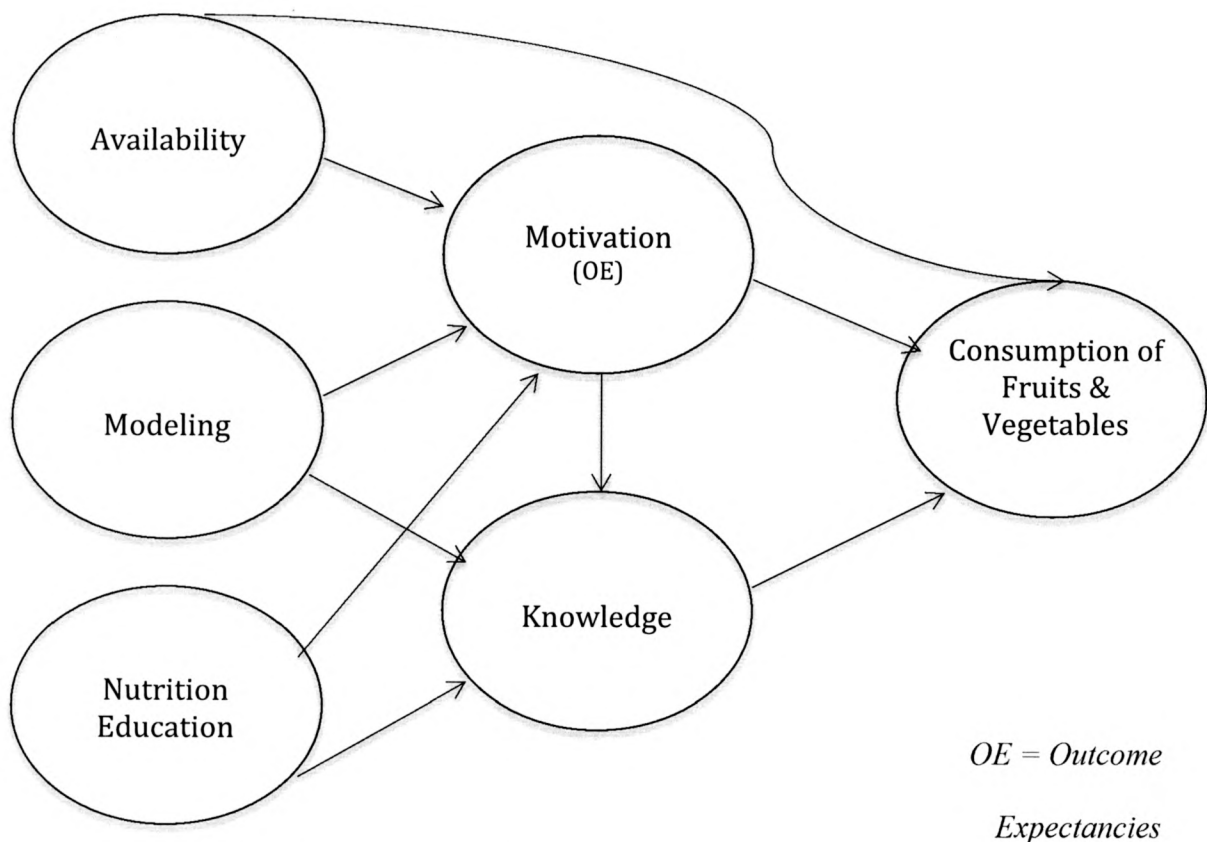 Availability
Motivation
(OE)
Consumption of
Fruits &
Vegetables
Modeling
Knowledge
Nutrition
Education
OE = Outcome
Expectancies